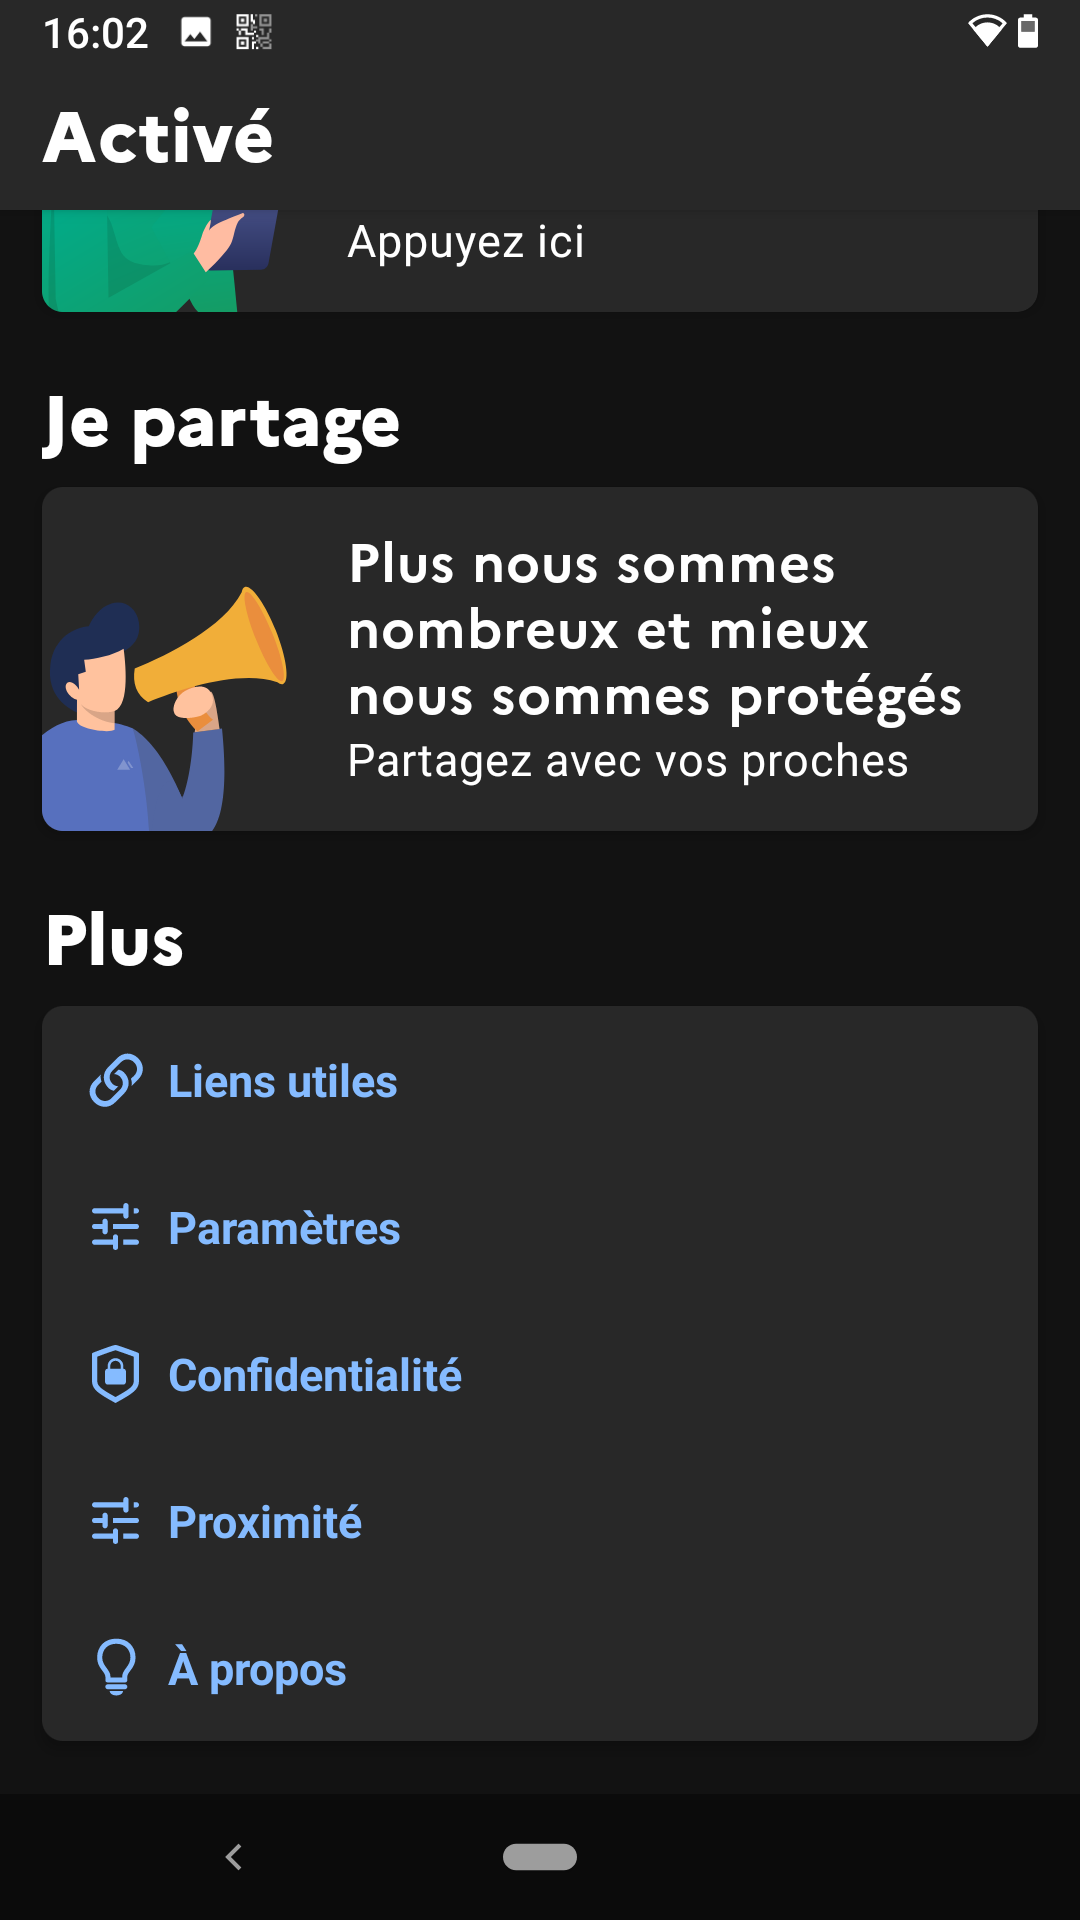 16:02
Activé
Appuyez ici
Je partage
Plus nous sommes
nombreux et mieux
nous sommes protégés
Partagez avec vos proches
Plus
Liens utiles
Paramètres
Confidentialité
Proximité
À propos